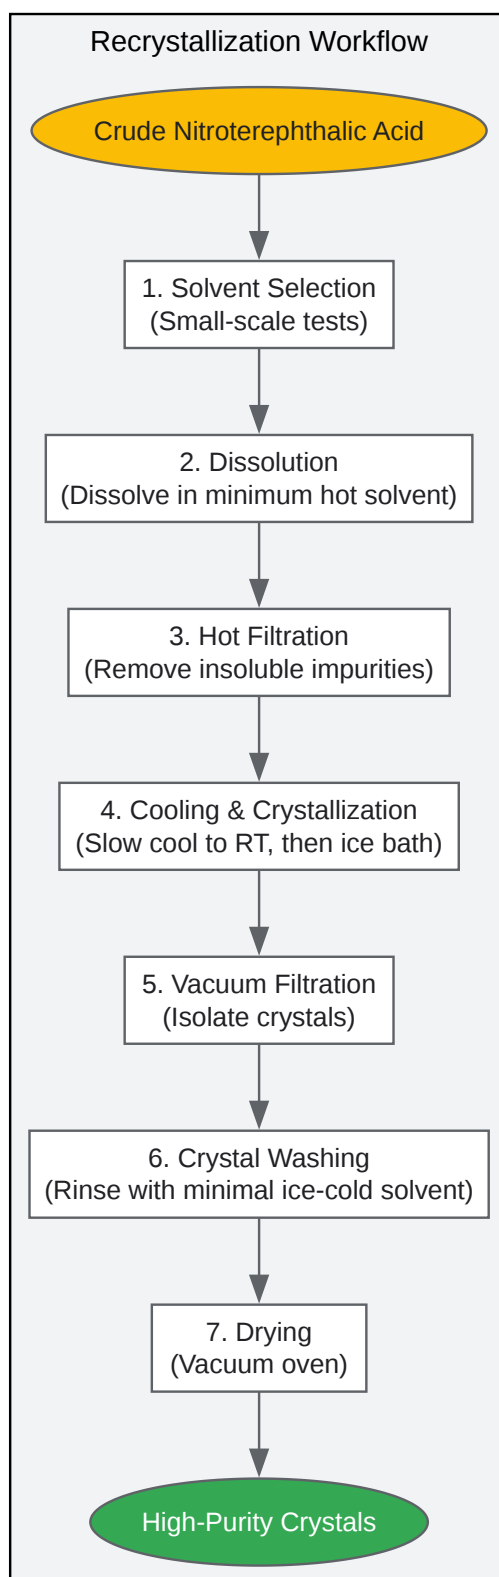 Recrystallization Workflow
Crude Nitroterephthalic Acid
1. Solvent Selection
(Small-scale tests)
2. Dissolution
(Dissolve in minimum hot solvent)
3. Hot Filtration
(Remove insoluble impurities)
4. Cooling & Crystallization
(Slow cool to RT, then ice bath)
5. Vacuum Filtration
(Isolate crystals)
6. Crystal Washing
(Rinse with minimal ice-cold solvent)
7. Drying
(Vacuum oven)
High-Purity Crystals